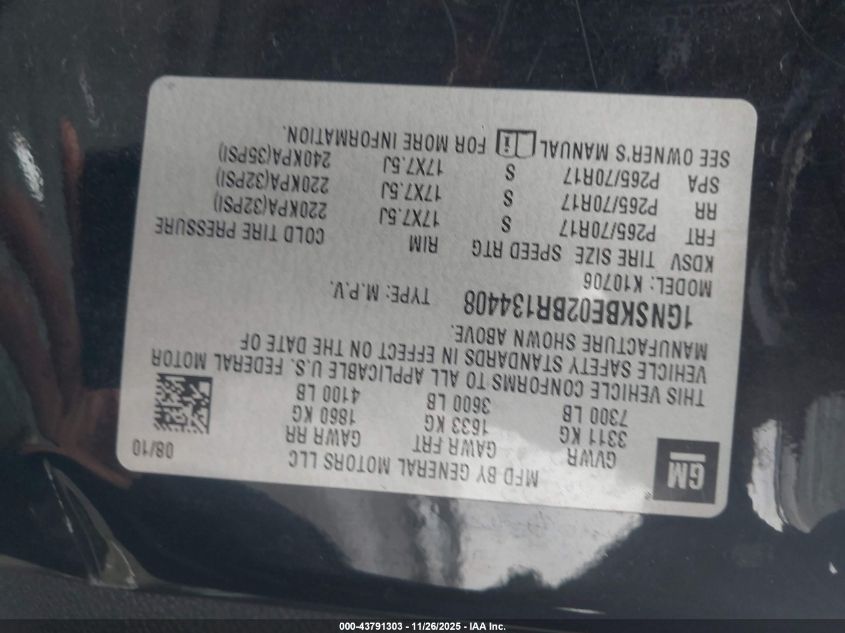 MFD BY GENERAL MOTORS LLC 08/10
GM
GVWR GAWR FRT GAWR RR
3311 KG 1633 KG 1860 KG
7300 LB 3600 LB 4100 LB
THIS VEHICLE CONFORMS TO ALL APPLICABLE U.S. FEDERAL MOTOR
VEHICLE SAFETY STANDARDS IN EFFECT ON THE DATE OF
MANUFACTURE SHOWN ABOVE.
1GNSKBE02BR134408 TYPE: M.P.V.
MODEL: K10706
KDSV TIRE SIZE SPEED RTG RIM COLD TIRE PRESSURE
FRT P265/70R17 S 17X7.5J 220KPA(32PSI)
RR P265/70R17 S 17X7.5J 220KPA(32PSI)
SPA P265/70R17 S 17X7.5J 240KPA(35PSI)
SEE OWNER'S MANUAL i FOR MORE INFORMATION.
000-43791303 - 11/26/2025 - IAA Inc.